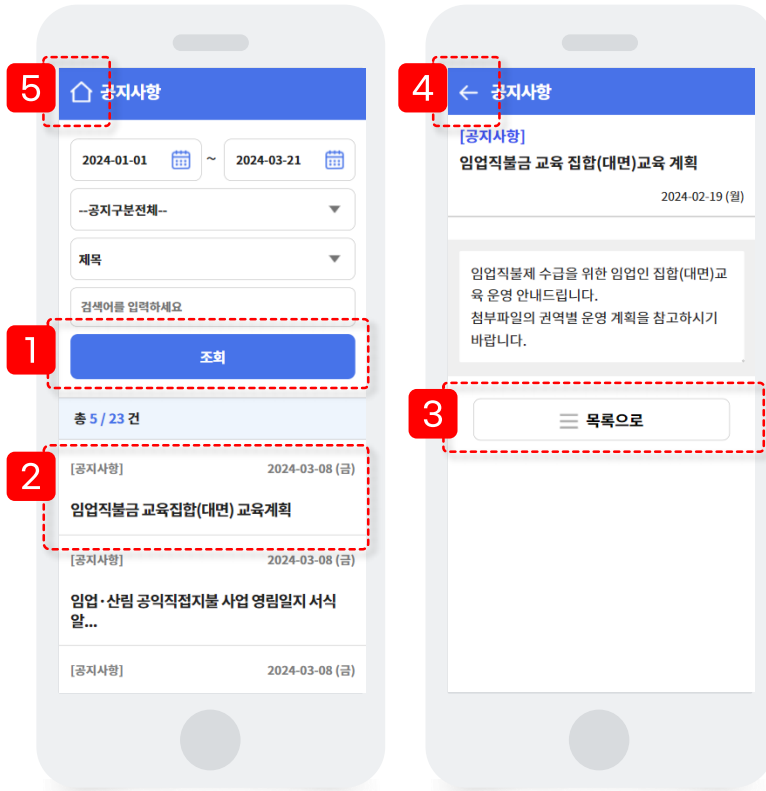 5
공지사항
2024-01-01 ~ 2024-03-21
--공지구분전체--
제목
검색어를 입력하세요
1
조회
총 5 / 23 건
2
[공지사항] 2024-03-08 (금)
임업직불금 교육집합(대면) 교육계획
[공지사항] 2024-03-08 (금)
임업·산림 공익직접지불 사업 영림일지 서식
알...
[공지사항] 2024-03-08 (금)
4
공지사항
[공지사항]
임업직불금 교육 집합(대면)교육 계획
2024-02-19 (월)
임업직불제 수급을 위한 임업인 집합(대면)교
육 운영 안내드립니다.
첨부파일의 권역별 운영 계획을 참고하시기
바랍니다.
3
목록으로